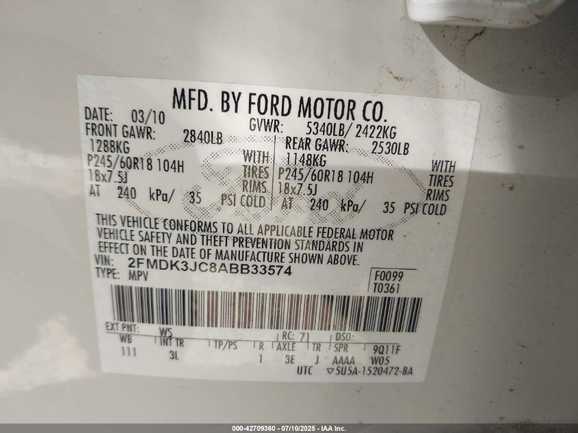 MFD. BY FORD MOTOR CO.
DATE: 03/10 GVWR: 5340LB/ 2422KG
FRONT GAWR: 2840LB REAR GAWR: 2530LB
1288KG WITH 1148KG WITH
P245/60R18 104H TIRES P245/60R18 104H TIRES
18x7.5J RIMS 18x7.5J RIMS
AT 240 kPa/ 35 PSI COLD AT 240 kPa/ 35 PSI COLD
THIS VEHICLE CONFORMS TO ALL APPLICABLE FEDERAL MOTOR
VEHICLE SAFETY AND THEFT PREVENTION STANDARDS IN
EFFECT ON THE DATE OF MANUFACTURE SHOWN ABOVE.
VIN: 2FMDK3JC8ABB33574 F0099
TYPE: MPV T0361
EXT PNT: WS RC: 71 DSO:
WB INT TR TP/PS R AXLE TR SPR 9Q11F
111 3L 1 3E J AAAA W05
UTC ▽5U5A-1520472-BA
000-42709360 - 07/10/2025 - IAA Inc.